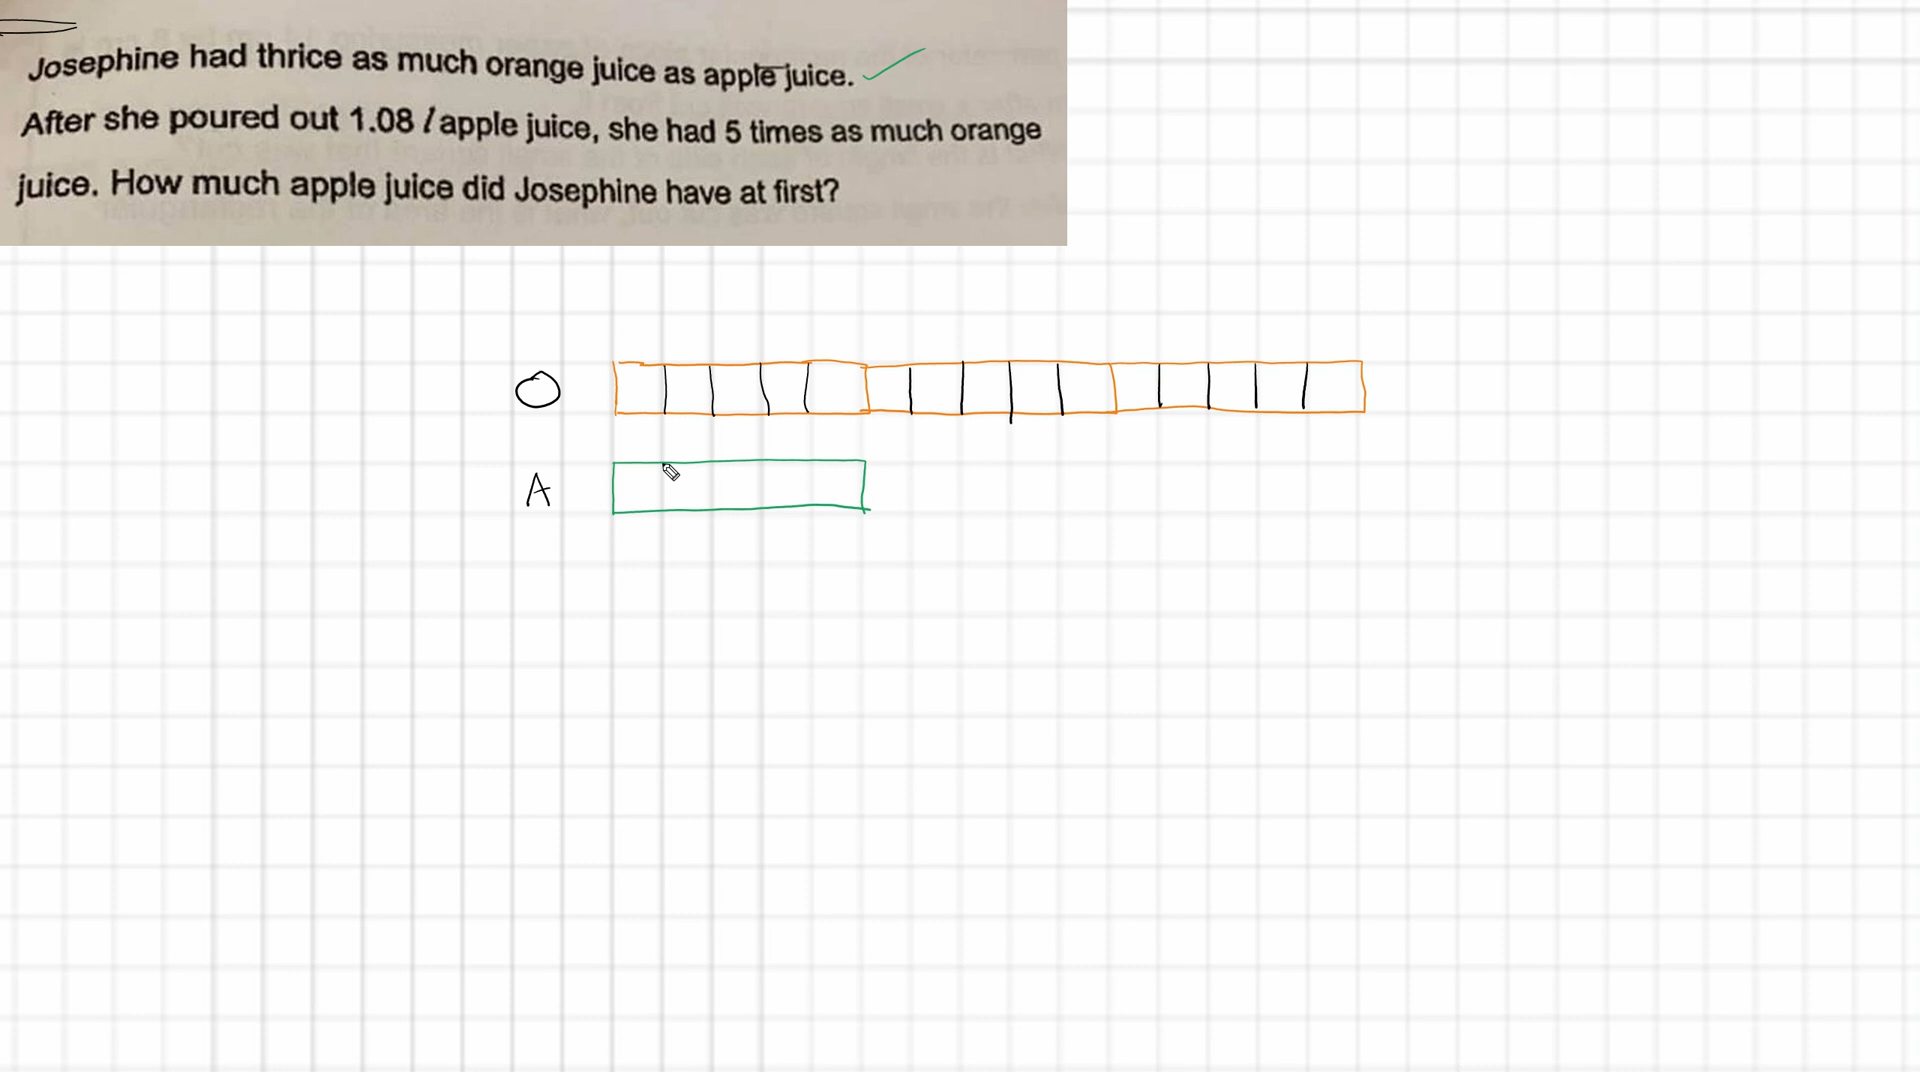 Josephine had thrice as much orange juice as apple juice.
After she poured out 1.08 l apple juice, she had 5 times as much orange
juice. How much apple juice did Josephine have at first?
O
A